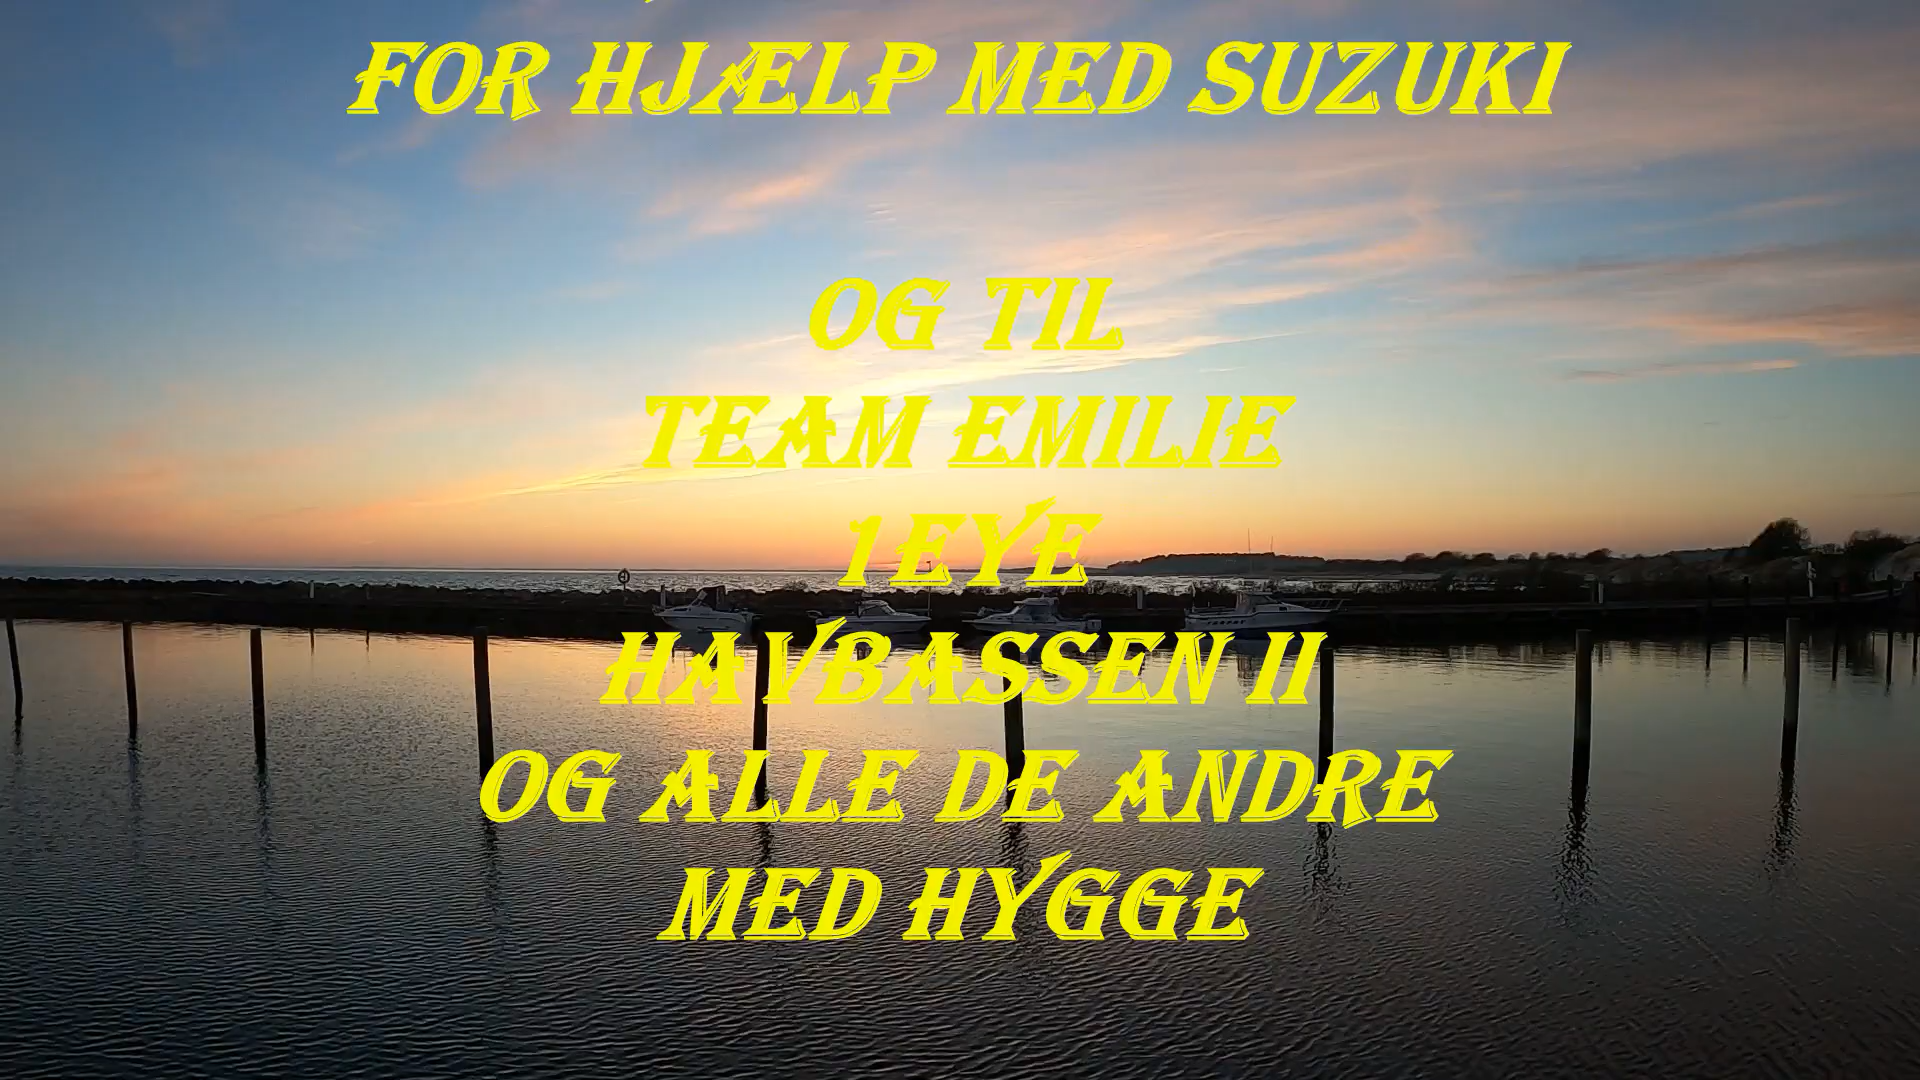 FOR HJÆLP MED SUZUKI
OG TIL
TEAM EMILIE
1EYE
HAVBASSEN II
OG ALLE DE ANDRE
MED HYGGE